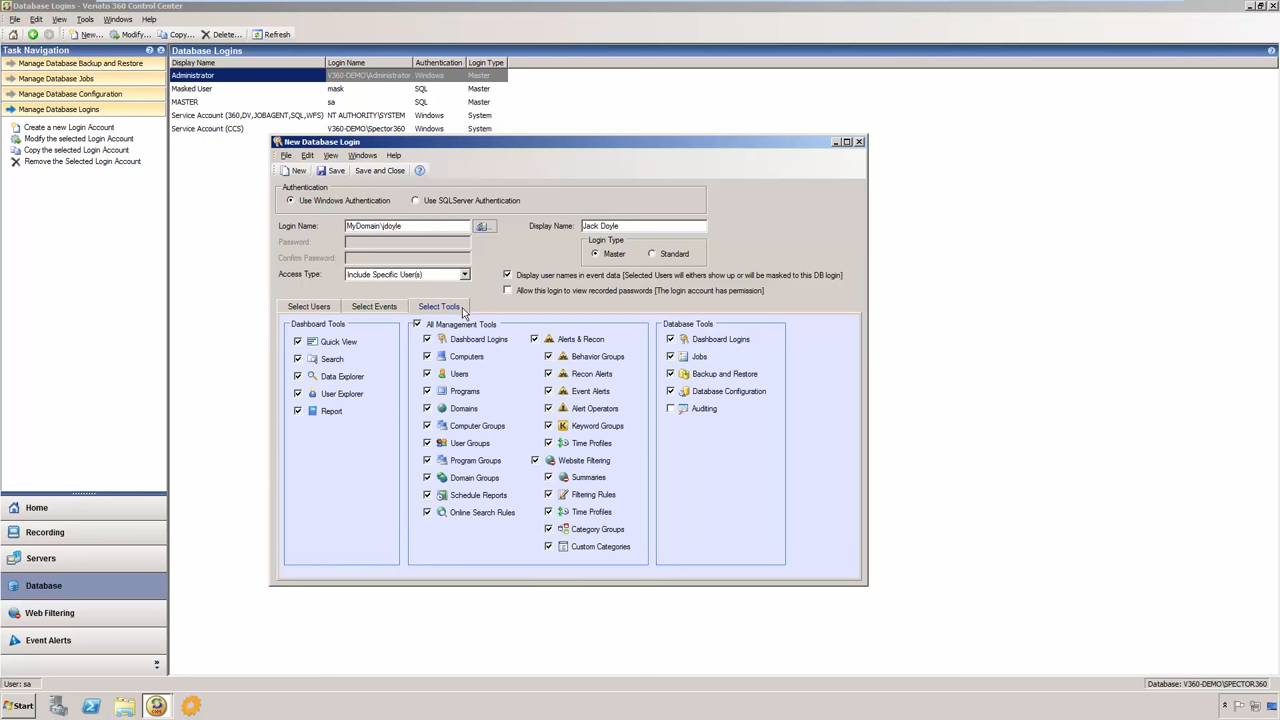 Database Logins - Veriato 360 Control Center
File Edit View Tools Windows Help
New... Modify... Copy... Delete... Refresh
Task Navigation
Manage Database Backup and Restore
Manage Database Jobs
Manage Database Configuration
Manage Database Logins
Create a new Login Account
Modify the selected Login Account
Copy the selected Login Account
Remove the Selected Login Account
Database Logins
Display Name Login Name Authentication Login Type
Administrator V360-DEMO\Administrator Windows Master
Masked User mask SQL Master
MASTER sa SQL Master
Service Account (360,DV,JOBAGENT,SQL,WFS) NT AUTHORITY\SYSTEM Windows System
Service Account (CCS) V360-DEMO\Spector360 Windows System
New Database Login
File Edit View Windows Help
New Save Save and Close
Authentication
Use Windows Authentication Use SQLServer Authentication
Login Name: MyDomain\jdoyle Display Name: Jack Doyle
Password:
Confirm Password:
Login Type
Master Standard
Access Type: Include Specific User(s)
Display user names in event data [Selected Users will eithers show up or will be masked to this DB login]
Allow this login to view recorded passwords [The login account has permission]
Select Users Select Events Select Tools
Dashboard Tools
Quick View
Search
Data Explorer
User Explorer
Report
All Management Tools
Dashboard Logins
Computers
Users
Programs
Domains
Computer Groups
User Groups
Program Groups
Domain Groups
Schedule Reports
Online Search Rules
Alerts & Recon
Behavior Groups
Recon Alerts
Event Alerts
Alert Operators
Keyword Groups
Time Profiles
Website Filtering
Summaries
Filtering Rules
Time Profiles
Category Groups
Custom Categories
Database Tools
Dashboard Logins
Jobs
Backup and Restore
Database Configuration
Auditing
Home
Recording
Servers
Database
Web Filtering
Event Alerts
User: sa
Database: V360-DEMO\SPECTOR360
Start